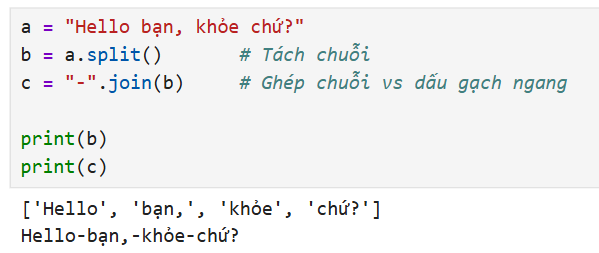 a = "Hello bạn, khỏe chứ?"
b = a.split()       # Tách chuỗi
c = "-".join(b)     # Ghép chuỗi vs dấu gạch ngang
print(b)
print(c)
['Hello', 'bạn,', 'khỏe', 'chứ?']
Hello-bạn,-khỏe-chứ?